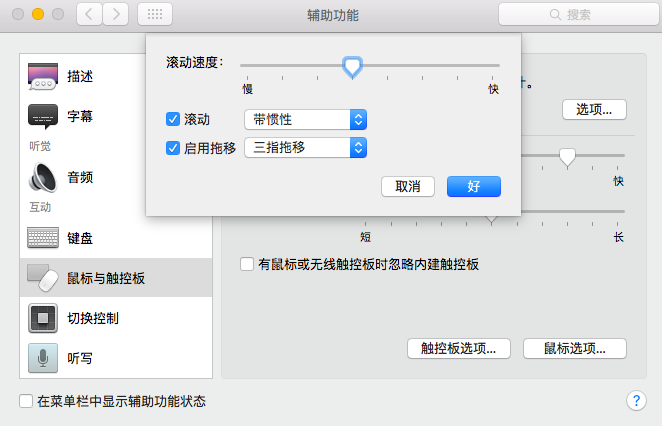 辅助功能
搜索
描述
字幕
听觉
音频
互动
键盘
鼠标与触控板
切换控制
听写
滚动速度:
慢 快
滚动 带惯性
启用拖移 三指拖移
取消 好
选项...
快
短 长
有鼠标或无线触控板时忽略内建触控板
触控板选项... 鼠标选项...
在菜单栏中显示辅助功能状态
?